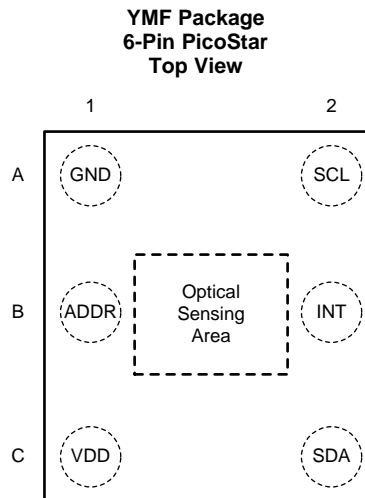 YMF Package
6-Pin PicoStar
Top View
1 2
A GND SCL
B ADDR Optical Sensing Area INT
C VDD SDA